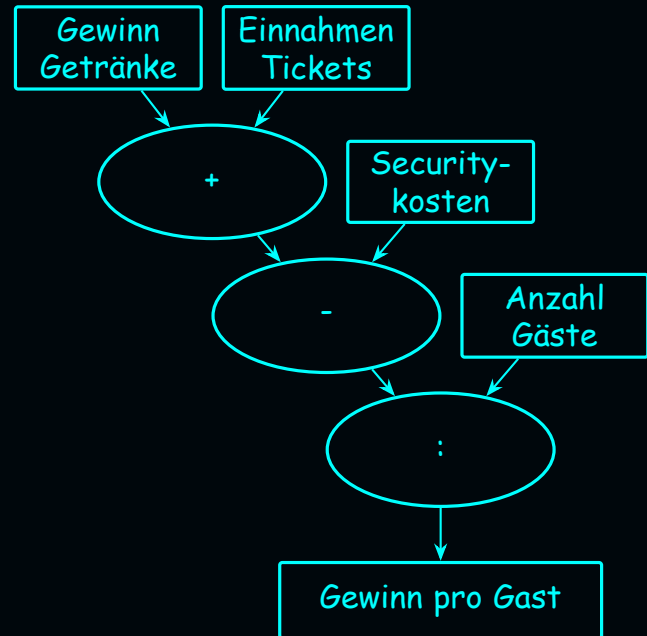 Gewinn
Getränke
Einnahmen
Tickets
+
Security-
kosten
-
Anzahl
Gäste
:
Gewinn pro Gast